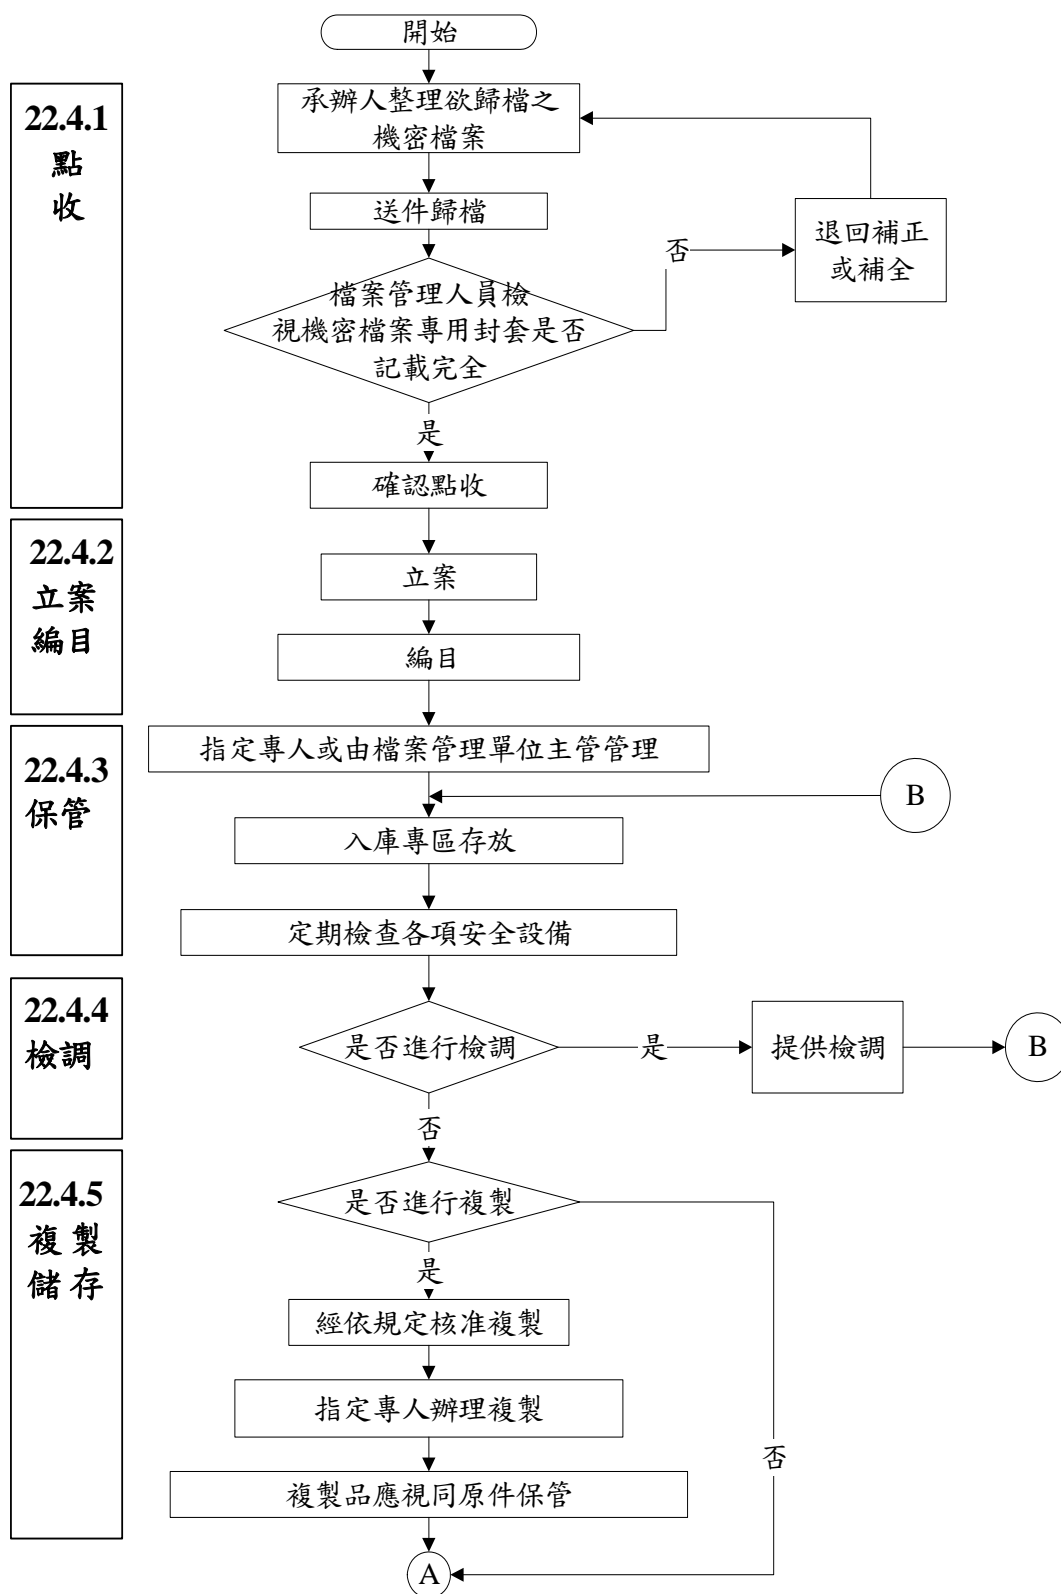 開始
22.4.1
點
收
承辦人整理欲歸檔之
機密檔案
送件歸檔
否
退回補正
或補全
檔案管理人員檢
視機密檔案專用封套是否
記載完全
是
確認點收
22.4.2
立案
編目
立案
編目
22.4.3
保管
指定專人或由檔案管理單位主管管理
B
入庫專區存放
定期檢查各項安全設備
22.4.4
檢調
是否進行檢調
是
提供檢調
B
否
22.4.5
複製
儲存
是否進行複製
是
經依規定核准複製
指定專人辦理複製
否
複製品應視同原件保管
A